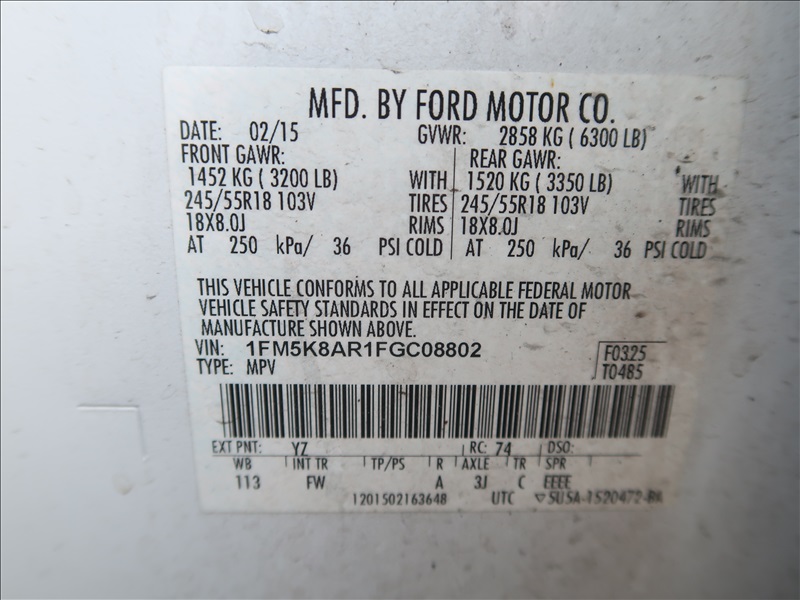 MFD. BY FORD MOTOR CO.
DATE: 02/15 GVWR: 2858 KG ( 6300 LB)
FRONT GAWR: REAR GAWR:
1452 KG ( 3200 LB) WITH 1520 KG ( 3350 LB) WITH
245/55R18 103V TIRES 245/55R18 103V TIRES
18X8.0J RIMS 18X8.0J RIMS
AT 250 kPa/ 36 PSI COLD AT 250 kPa/ 36 PSI COLD
THIS VEHICLE CONFORMS TO ALL APPLICABLE FEDERAL MOTOR
VEHICLE SAFETY STANDARDS IN EFFECT ON THE DATE OF
MANUFACTURE SHOWN ABOVE.
VIN: 1FM5K8AR1FGC08802 F0325
TYPE: MPV T0485
EXT PNT: YZ RC: 74 DSO:
WB INT TR TP/PS R AXLE TR SPR
113 FW A 3J C EEEE
1201502163648 UTC